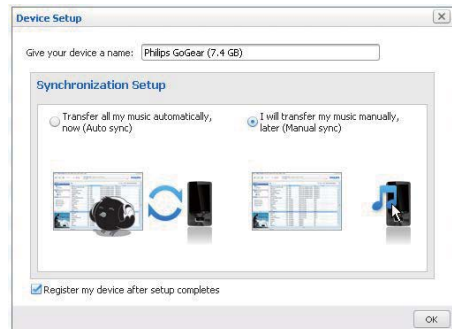 Device Setup
Give your device a name: Philips GoGear (7.4 GB)
Synchronization Setup
Transfer all my music automatically,
now (Auto sync)
I will transfer my music manually,
later (Manual sync)
Register my device after setup completes
OK